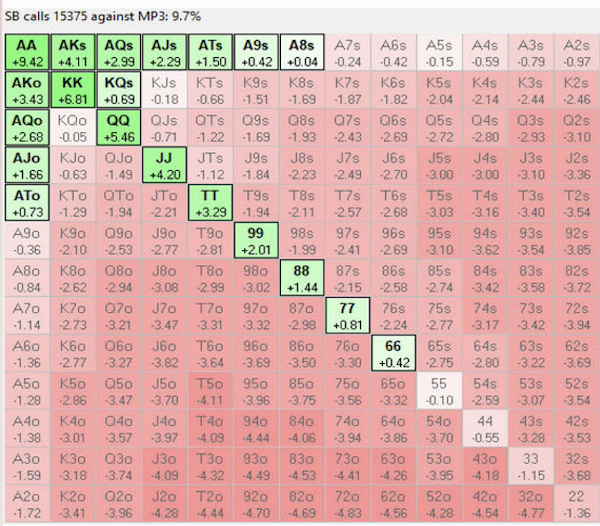 SB calls 15375 against MP3: 9.7%
AA AKs AQs AJs ATs A9s A8s A7s A6s A5s A4s A3s A2s
+9.42 +4.11 +2.99 +2.29 +1.50 +0.42 +0.04 -0.24 -0.42 -0.15 -0.59 -0.79 -0.97
AKo KK KQs KJs KTs K9s K8s K7s K6s K5s K4s K3s K2s
+3.43 +6.81 +0.69 -0.18 -0.66 -1.51 -1.69 -1.87 -1.82 -2.04 -2.14 -2.44 -2.46
AQo KQo QQ QJs QTs Q9s Q8s Q7s Q6s Q5s Q4s Q3s Q2s
+2.68 -0.05 +5.46 -0.71 -1.22 -1.69 -1.93 -2.43 -2.69 -2.72 -2.80 -2.93 -3.10
AJo KJo QJo JJ JTs J9s J8s J7s J6s J5s J4s J3s J2s
+1.66 -0.63 -1.49 +4.20 -1.12 -1.84 -2.23 -2.49 -2.70 -3.00 -3.00 -3.10 -3.36
ATo KTo QTo JTo TT T9s T8s T7s T6s T5s T4s T3s T2s
+0.73 -1.29 -1.94 -2.21 +3.29 -1.94 -2.11 -2.57 -2.68 -3.03 -3.16 -3.40 -3.54
A9o K9o Q9o J9o T9o 99 98s 97s 96s 95s 94s 93s 92s
-0.36 -2.10 -2.53 -2.77 -2.81 +2.01 -1.99 -2.41 -2.69 -3.10 -3.62 -3.54 -3.85
A8o K8o Q8o J8o T8o 98o 88 87s 86s 85s 84s 83s 82s
-0.84 -2.62 -2.94 -3.08 -2.99 -3.02 +1.44 -2.15 -2.58 -2.74 -3.42 -3.58 -3.72
A7o K7o Q7o J7o T7o 97o 87o 77 76s 75s 74s 73s 72s
-1.14 -2.73 -3.21 -3.47 -3.31 -3.32 -2.98 +0.81 -2.24 -2.77 -3.17 -3.42 -3.94
A6o K6o Q6o J6o T6o 96o 86o 76o 66 65s 64s 63s 62s
-1.36 -2.77 -3.27 -3.82 -3.64 -3.69 -3.50 -3.30 +0.42 -2.75 -2.80 -3.22 -3.69
A5o K5o Q5o J5o T5o 95o 85o 75o 65o 55 54s 53s 52s
-1.28 -2.86 -3.47 -3.70 -4.11 -3.96 -3.75 -3.56 -3.32 -0.10 -2.59 -3.07 -3.54
A4o K4o Q4o J4o T4o 94o 84o 74o 64o 54o 44 43s 42s
-1.38 -3.01 -3.57 -3.97 -4.09 -4.44 -4.06 -3.94 -3.86 -3.70 -0.55 -3.28 -3.53
A3o K3o Q3o J3o T3o 93o 83o 73o 63o 53o 43o 33 32s
-1.59 -3.18 -3.74 -4.09 -4.32 -4.49 -4.53 -4.41 -4.26 -3.95 -4.18 -1.15 -3.68
A2o K2o Q2o J2o T2o 92o 82o 72o 62o 52o 42o 32o 22
-1.72 -3.41 -3.96 -4.28 -4.44 -4.70 -4.69 -4.83 -4.56 -4.28 -4.54 -4.77 -1.36